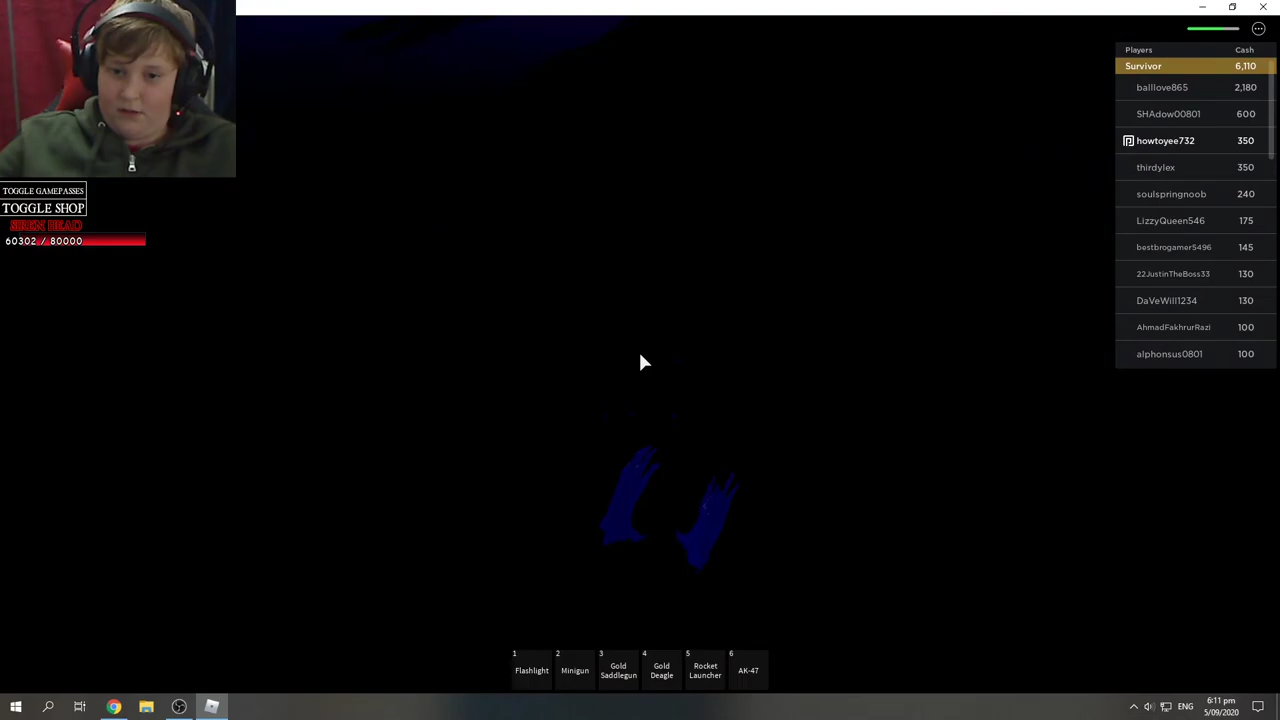 Players Cash
Survivor 6,110
balllove865 2,180
SHAdow00801 600
howtoyee732 350
thirdylex 350
soulspringnoob 240
LizzyQueen546 175
bestbrogamer5496 145
22JustinTheBoss33 130
DaVeWill1234 130
AhmadFakhrurRazi 100
alphonsus0801 100
TOGGLE GAMEPASSES
TOGGLE SHOP
SIREN HEAD
60302 / 80000
1 Flashlight
2 Minigun
3 Gold Saddlegun
4 Gold Deagle
5 Rocket Launcher
6 AK-47
ENG
6:11 pm
5/09/2020